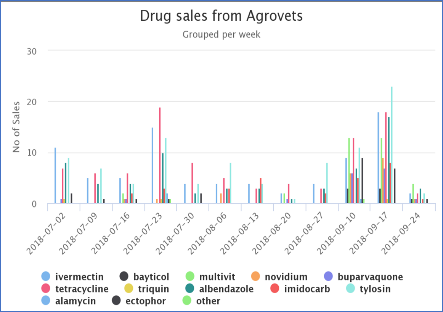 Drug sales from Agrovets
Grouped per week
No of Sales
30
20
10
0
2018-07-02
2018-07-09
2018-07-16
2018-07-23
2018-07-30
2018-08-06
2018-08-13
2018-08-20
2018-08-27
2018-09-10
2018-09-17
2018-09-24
ivermectin bayticol multivit novidium buparvaquone
tetracycline triquin albendazole imidocarb tylosin
alamycin ectophor other